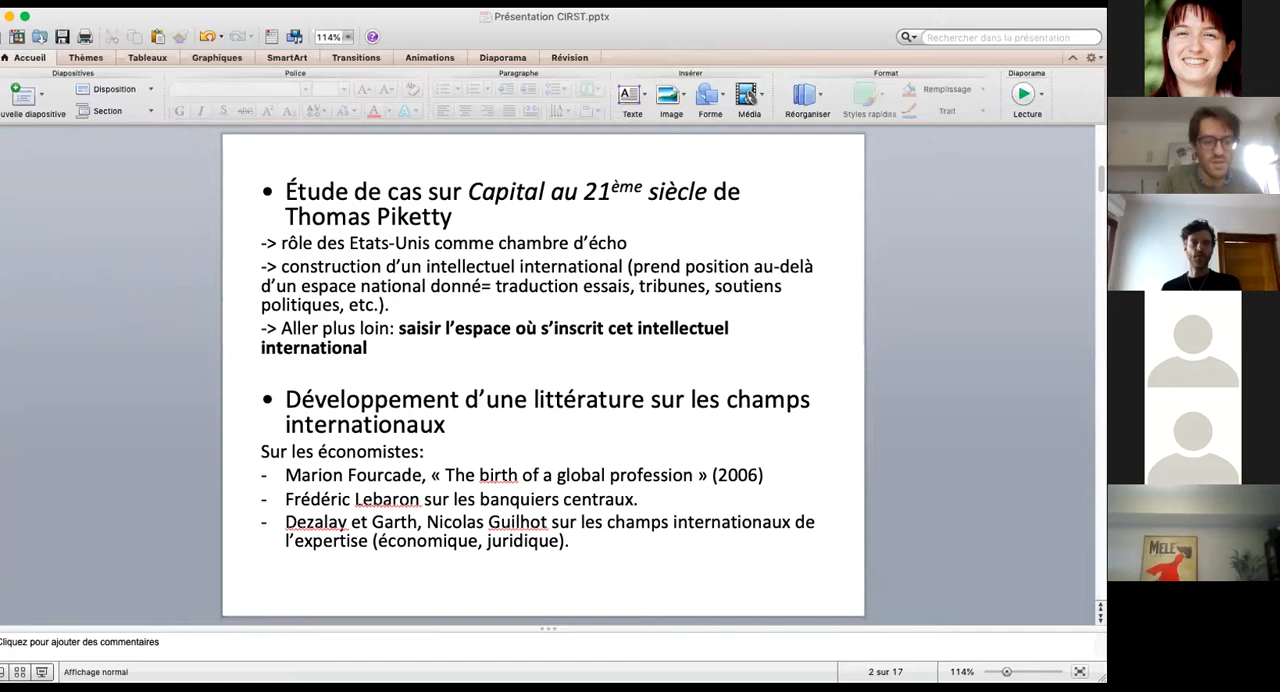 Présentation CIRST.pptx
114%
Rechercher dans la présentation
Accueil Thèmes Tableaux Graphiques SmartArt Transitions Animations Diaporama Révision
Diapositives Police Paragraphe Insérer Format Diaporama
Disposition
Section
uvelle diapositive
G I S abc A² A₂
Texte Image Forme Média Réorganiser Styles rapides Remplissage Trait Lecture
• Étude de cas sur Capital au 21ème siècle de
Thomas Piketty
-> rôle des Etats-Unis comme chambre d’écho
-> construction d’un intellectuel international (prend position au-delà
d’un espace national donné= traduction essais, tribunes, soutiens
politiques, etc.).
-> Aller plus loin: saisir l’espace où s’inscrit cet intellectuel
international
• Développement d’une littérature sur les champs
internationaux
Sur les économistes:
- Marion Fourcade, « The birth of a global profession » (2006)
- Frédéric Lebaron sur les banquiers centraux.
- Dezalay et Garth, Nicolas Guilhot sur les champs internationaux de
l’expertise (économique, juridique).
Cliquez pour ajouter des commentaires
Affichage normal
2 sur 17
114%
MELE